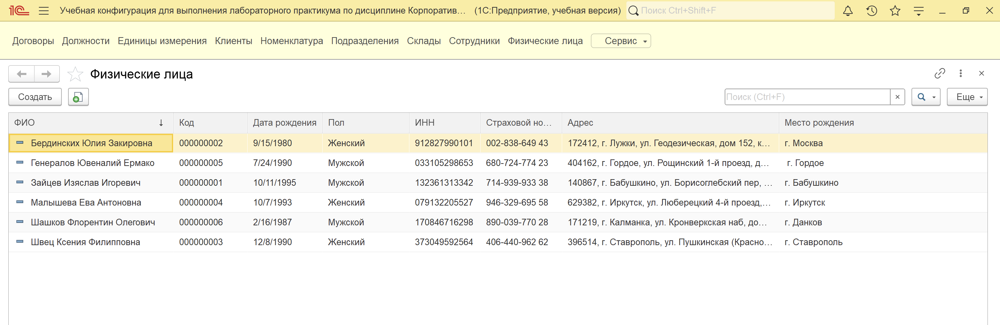 1С Учебная конфигурация для выполнения лабораторного практикума по дисциплине Корпоратив… (1С:Предприятие, учебная версия) Поиск Ctrl+Shift+F
Договоры Должности Единицы измерения Клиенты Номенклатура Подразделения Склады Сотрудники Физические лица Сервис
Физические лица
Создать Поиск (Ctrl+F) × Еще
ФИО Код Дата рождения Пол ИНН Страховой но… Адрес Место рождения
Бердинских Юлия Закировна 000000002 9/15/1980 Женский 912827990101 002-838-649 43 172412, г. Лужки, ул. Геодезическая, дом 152, к… г. Москва
Генералов Ювеналий Ермако 000000005 7/24/1990 Мужской 033105298653 680-724-774 23 404162, г. Гордое, ул. Рощинский 1-й проезд, д… г. Гордое
Зайцев Изяслав Игоревич 000000001 10/11/1995 Мужской 132361313342 714-939-933 38 140867, г. Бабушкино, ул. Борисоглебский пер, … г. Бабушкино
Малышева Ева Антоновна 000000004 10/7/1993 Женский 079132205527 946-329-695 58 629382, г. Иркутск, ул. Люберецкий 4-й проезд,… г. Иркутск
Шашков Флорентин Олегович 000000006 2/16/1987 Мужской 170846716298 890-039-770 28 171219, г. Калманка, ул. Кронверкская наб, до… г. Данков
Швец Ксения Филипповна 000000003 12/8/1990 Женский 373049592564 406-440-962 62 396514, г. Ставрополь, ул. Пушкинская (Красно… г. Ставрополь